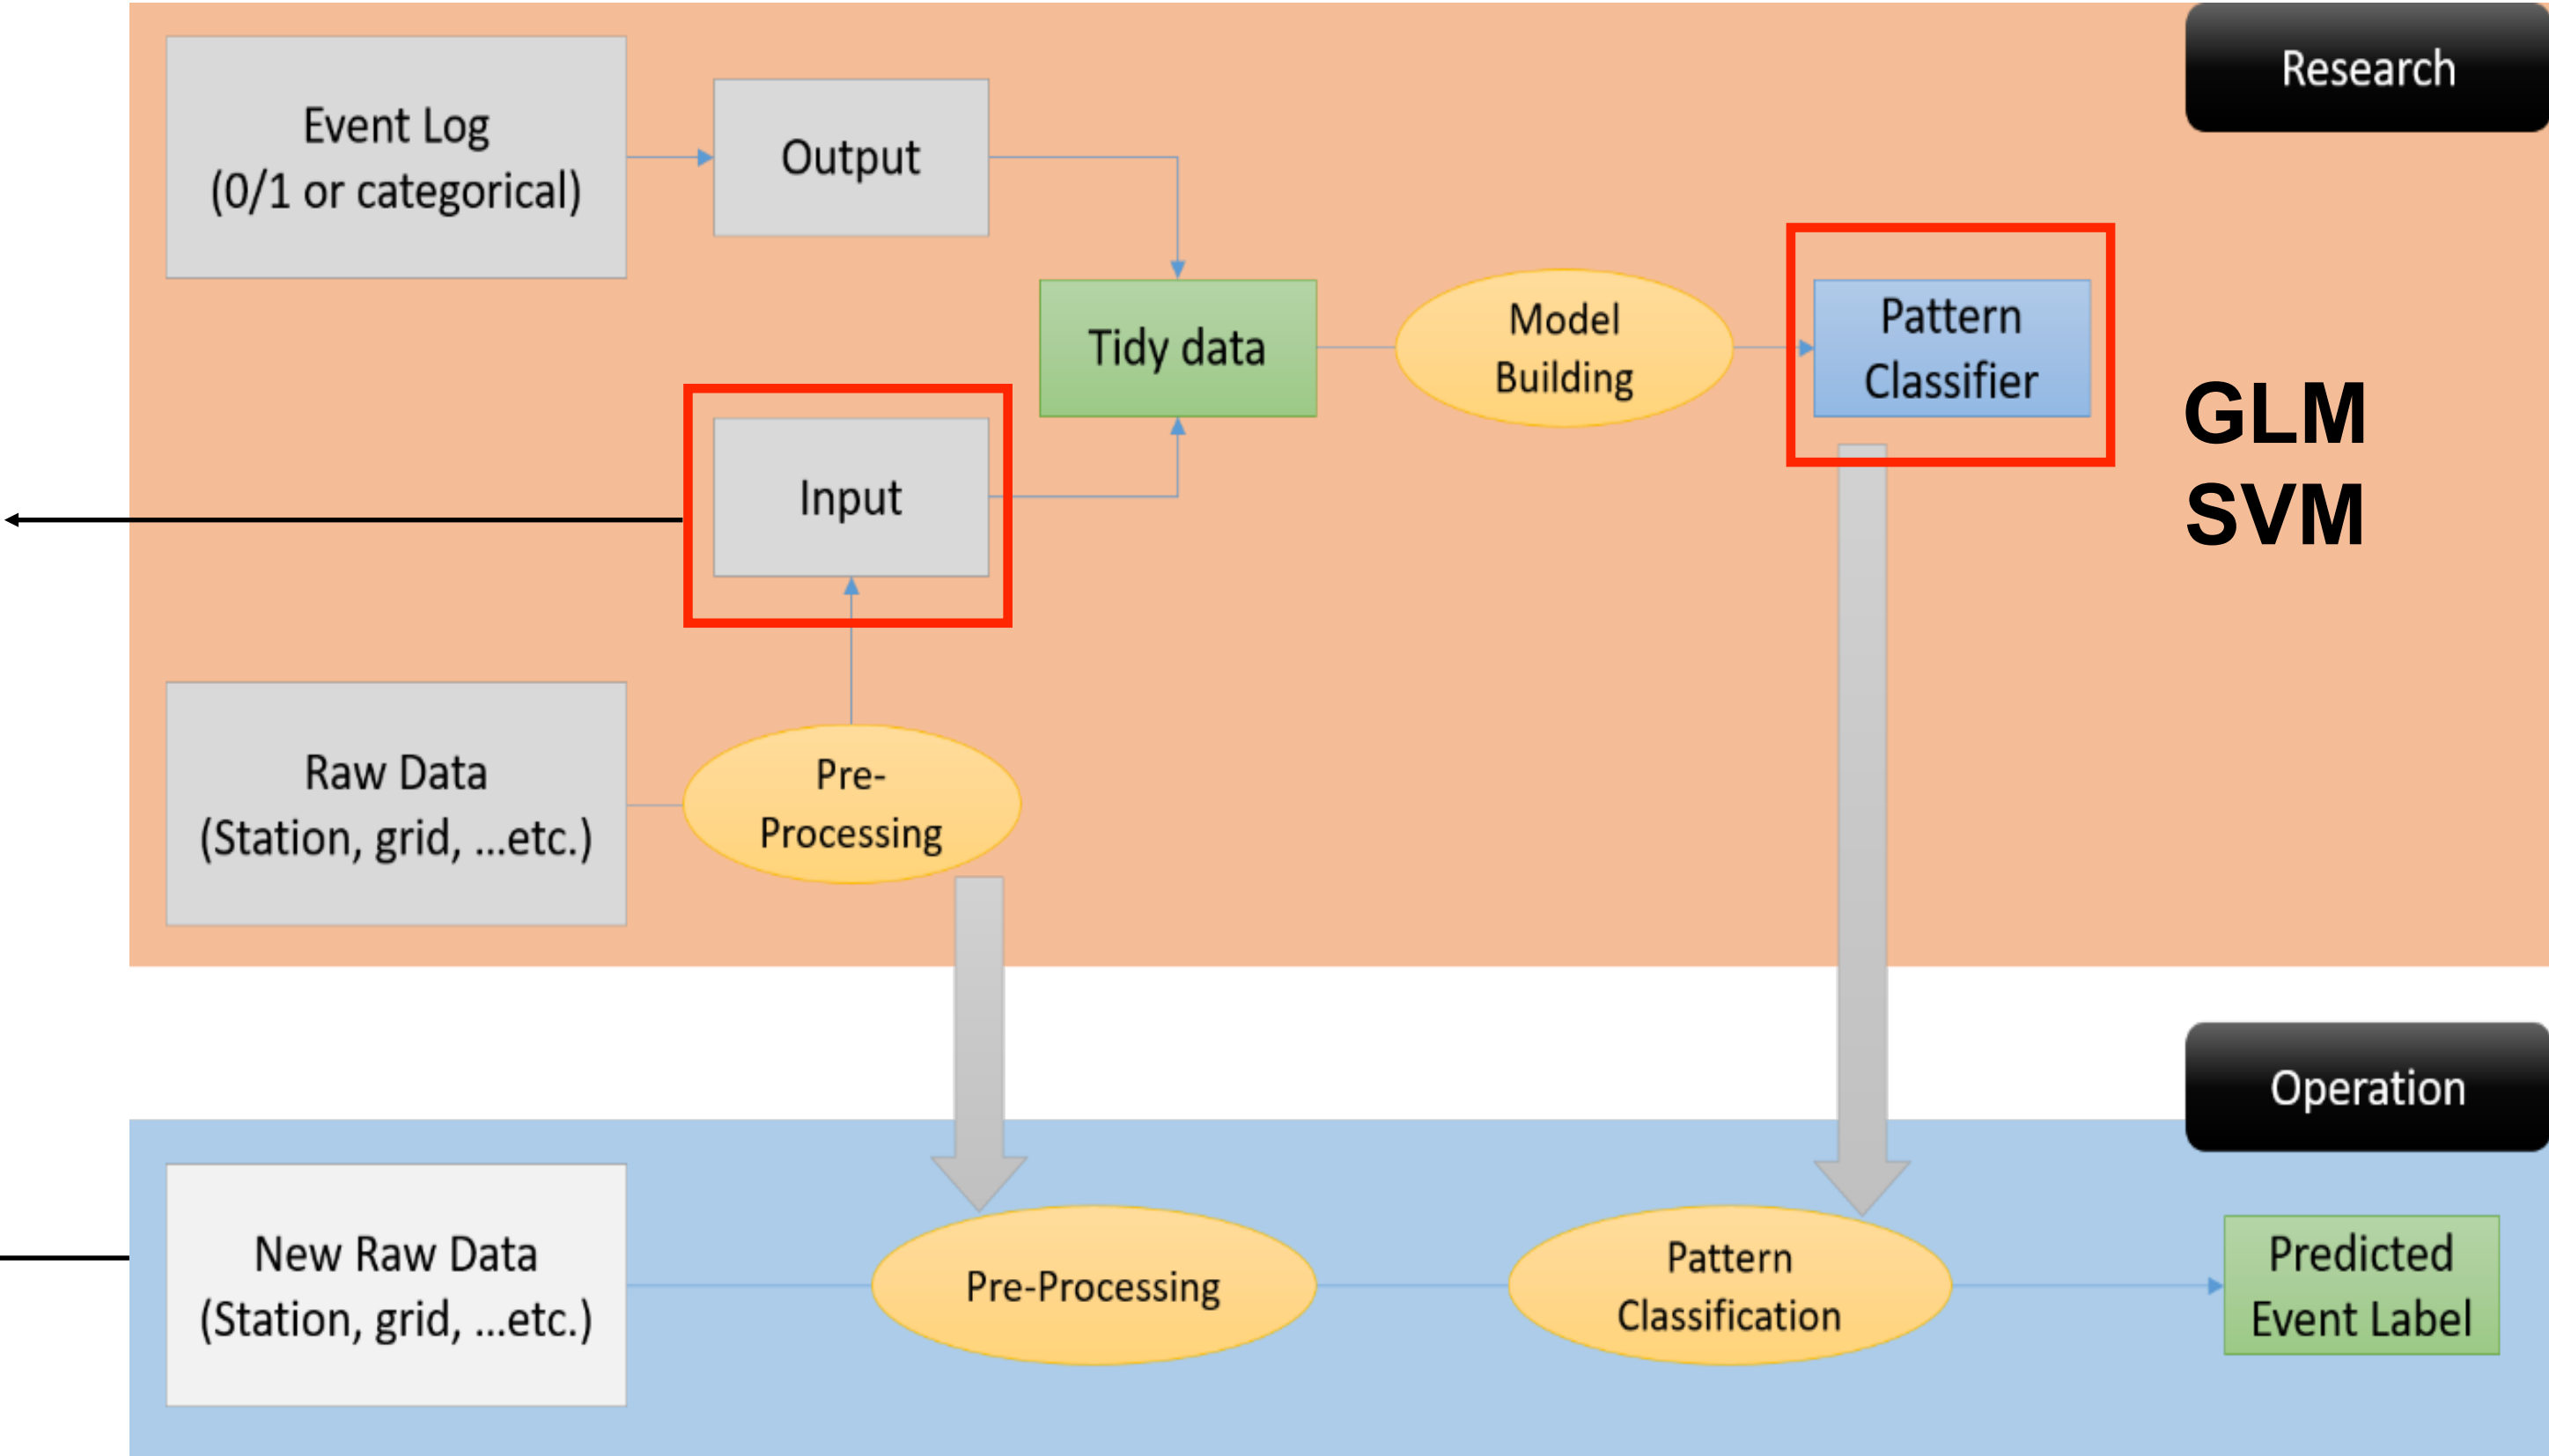 Research
Event Log
(0/1 or categorical)
Output
Tidy data
Model
Building
Pattern
Classifier
GLM
SVM
Input
Raw Data
(Station, grid, ...etc.)
Pre-
Processing
Operation
New Raw Data
(Station, grid, ...etc.)
Pre-Processing
Pattern
Classification
Predicted
Event Label